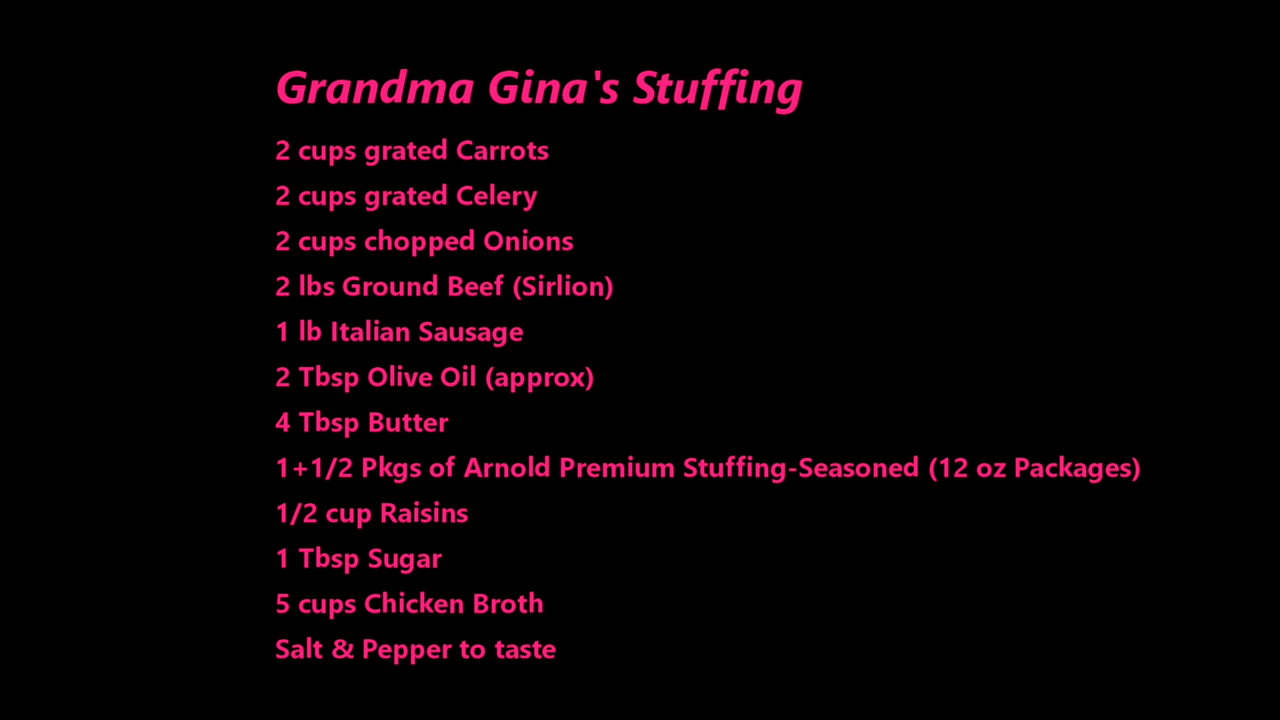 Grandma Gina's Stuffing
2 cups grated Carrots
2 cups grated Celery
2 cups chopped Onions
2 lbs Ground Beef (Sirlion)
1 lb Italian Sausage
2 Tbsp Olive Oil (approx)
4 Tbsp Butter
1+1/2 Pkgs of Arnold Premium Stuffing-Seasoned (12 oz Packages)
1/2 cup Raisins
1 Tbsp Sugar
5 cups Chicken Broth
Salt & Pepper to taste